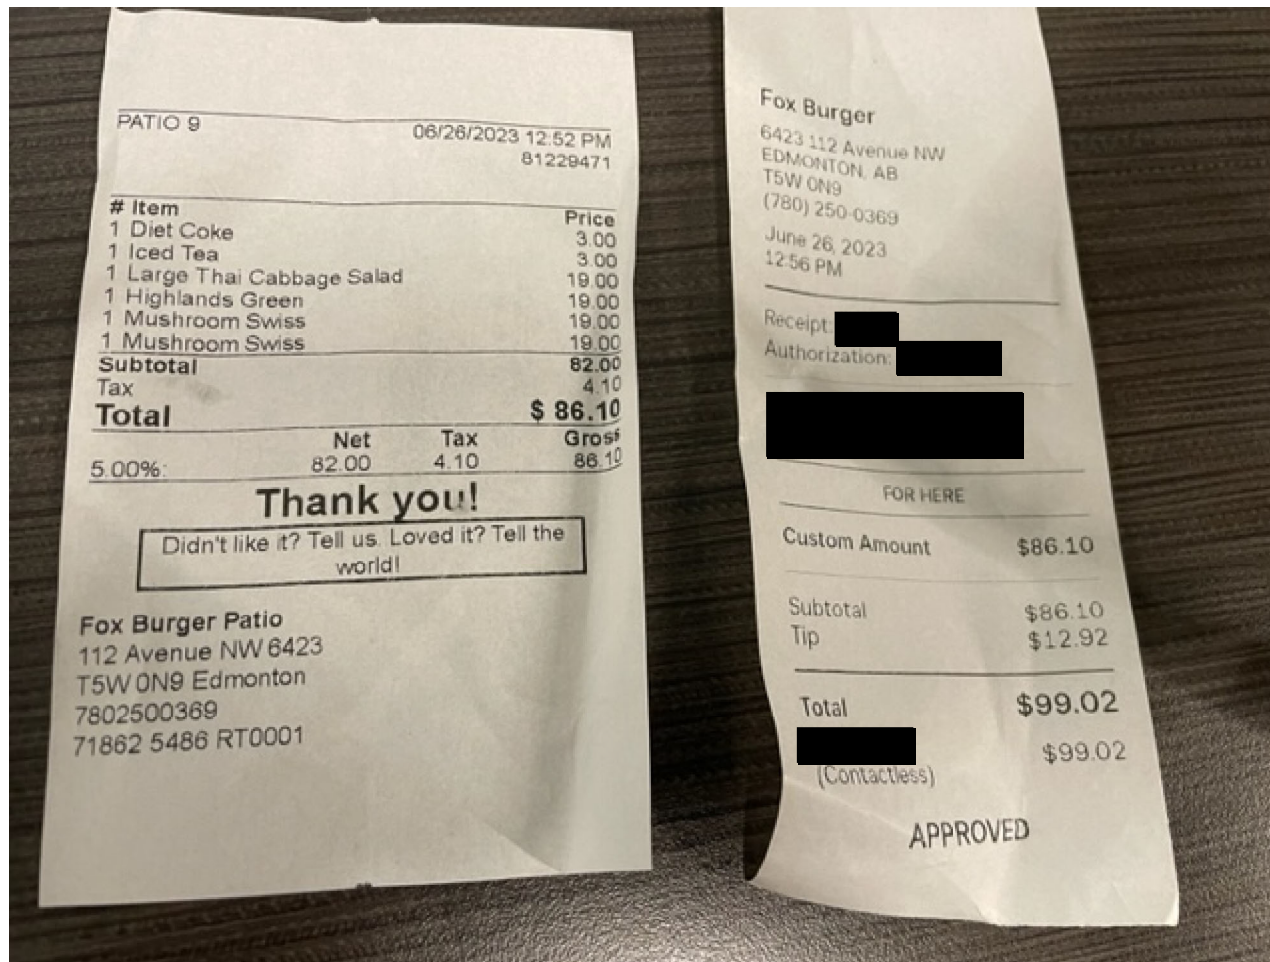 PATIO 9
06/26/2023 12:52 PM
81229471
# Item Price
1 Diet Coke 3.00
1 Iced Tea 3.00
1 Large Thai Cabbage Salad 19.00
1 Highlands Green 19.00
1 Mushroom Swiss 19.00
1 Mushroom Swiss 19.00
Subtotal 82.00
Tax 4.10
Total $ 86.10
Net Tax Gross
5.00%: 82.00 4.10 86.10
Thank you!
Didn't like it? Tell us. Loved it? Tell the
world!
Fox Burger Patio
112 Avenue NW 6423
T5W 0N9 Edmonton
7802500369
71862 5486 RT0001
Fox Burger
6423 112 Avenue NW
EDMONTON, AB
T5W 0N9
(780) 250-0369
June 26, 2023
12:56 PM
Receipt:
Authorization:
FOR HERE
Custom Amount $86.10
Subtotal $86.10
Tip $12.92
Total $99.02
$99.02
(Contactless)
APPROVED